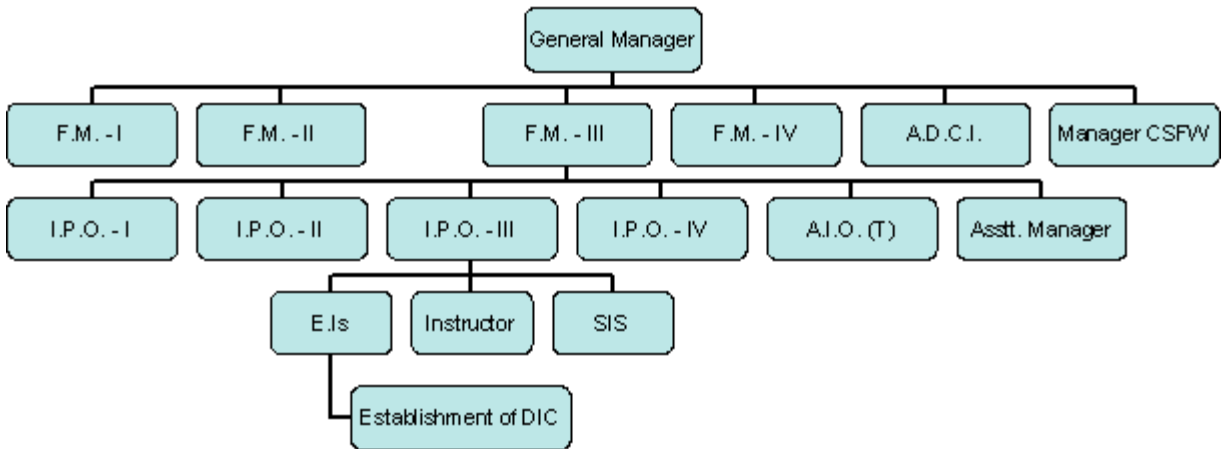 General Manager
F.M. - I
F.M. - II
F.M. - III
F.M. - IV
A.D.C.I.
Manager CSFW
I.P.O. - I
I.P.O. - II
I.P.O. - III
I.P.O. - IV
A.I.O. (T)
Asstt. Manager
E.Is
Instructor
SIS
Establishment of DIC